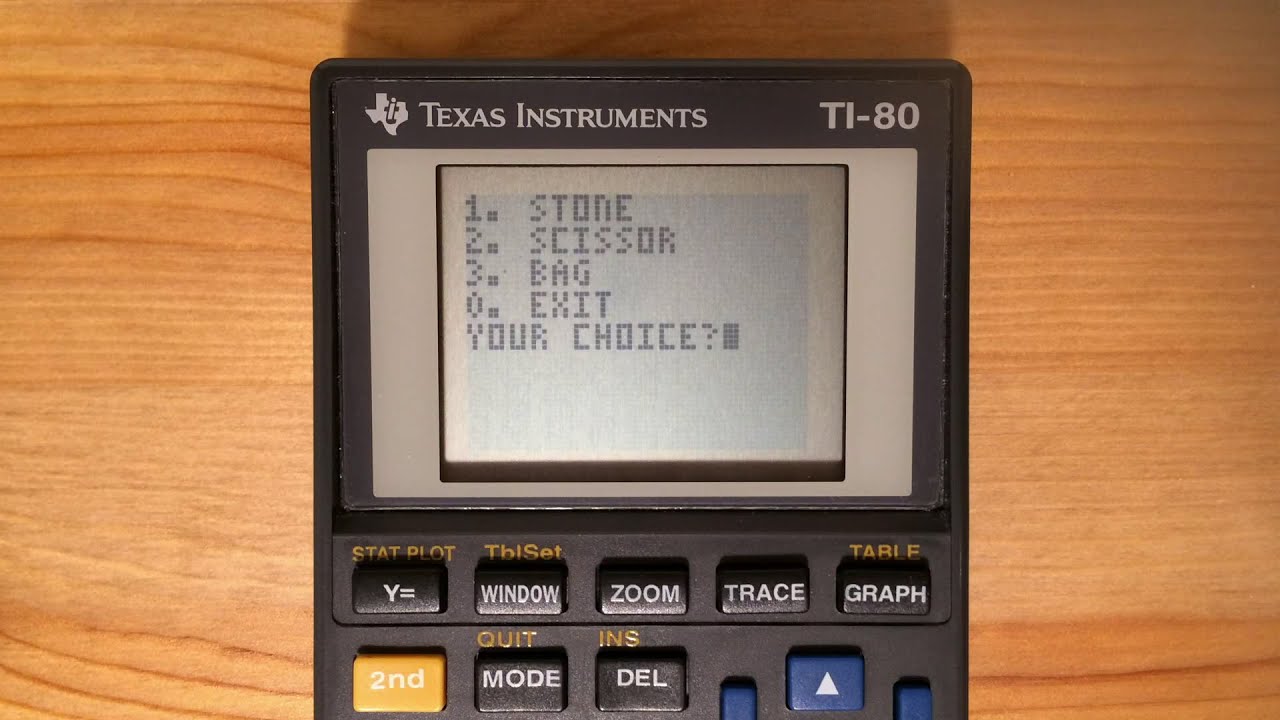 TEXAS INSTRUMENTS TI-80
1. STONE
2. SCISSOR
3. BAG
0. EXIT
YOUR CHOICE?
STAT PLOT TblSet TABLE
Y= WINDOW ZOOM TRACE GRAPH
QUIT INS
2nd MODE DEL